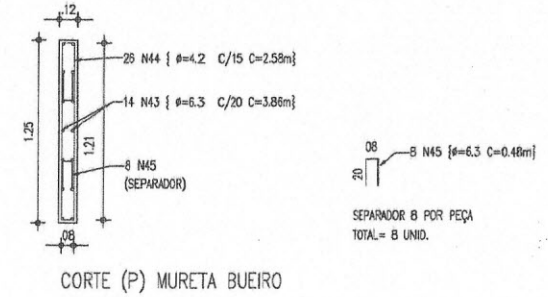 .12
26 N44 { ø=4.2 C/15 C=2.58m}
14 N43 { ø=6.3 C/20 C=3.86m}
1.25
1.21
8 N45
(SEPARADOR)
.08
08
20
8 N45 {ø=6.3 C=0.48m}
SEPARADOR 8 POR PEÇA
TOTAL= 8 UNID.
CORTE (P) MURETA BUEIRO